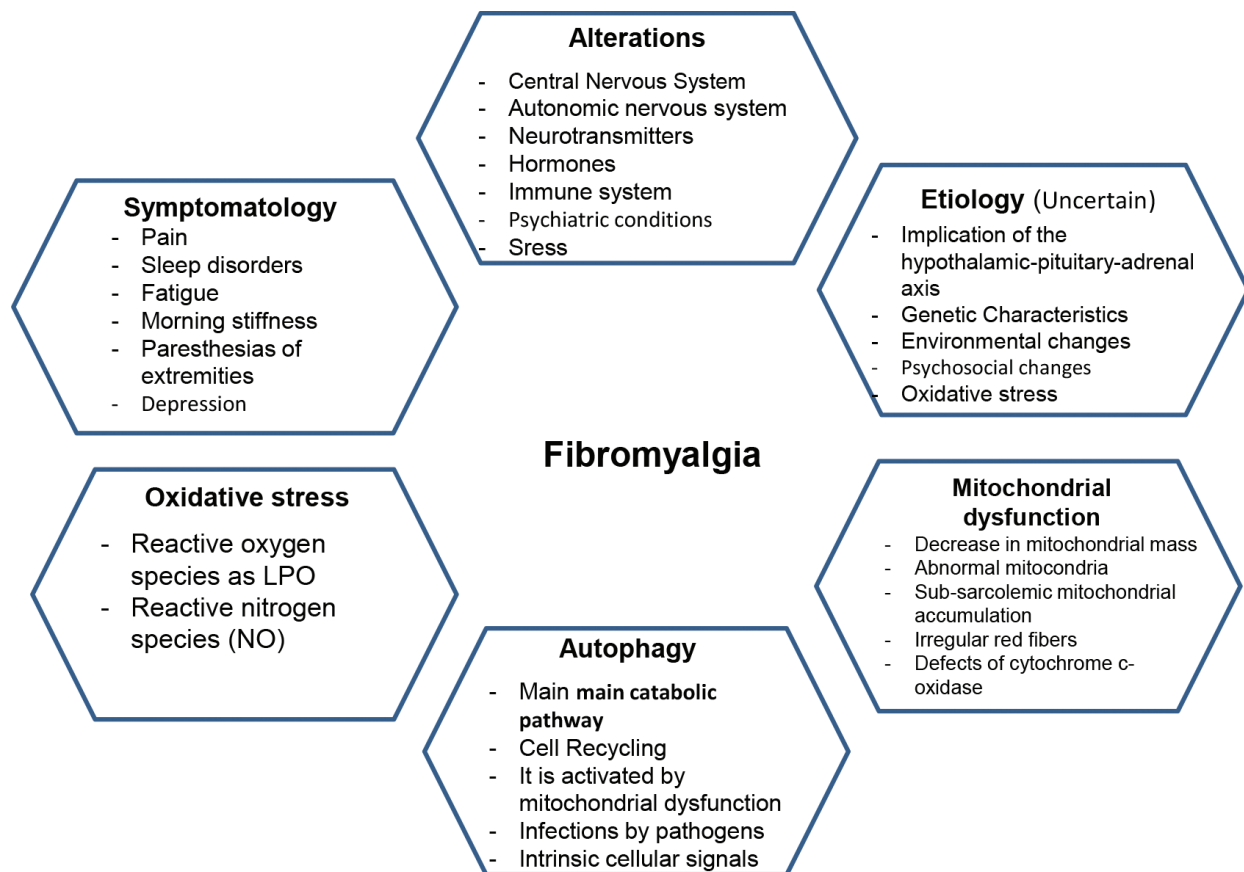 Alterations
- Central Nervous System
- Autonomic nervous system
- Neurotransmitters
- Hormones
- Immune system
- Psychiatric conditions
- Sress
Symptomatology
- Pain
- Sleep disorders
- Fatigue
- Morning stiffness
- Paresthesias of
extremities
- Depression
Etiology (Uncertain)
- Implication of the
hypothalamic-pituitary-adrenal
axis
- Genetic Characteristics
- Environmental changes
- Psychosocial changes
- Oxidative stress
Fibromyalgia
Oxidative stress
- Reactive oxygen
species as LPO
- Reactive nitrogen
species (NO)
Mitochondrial
dysfunction
- Decrease in mitochondrial mass
- Abnormal mitocondria
- Sub-sarcolemic mitochondrial
accumulation
- Irregular red fibers
- Defects of cytochrome c-
oxidase
Autophagy
- Main main catabolic
pathway
- Cell Recycling
- It is activated by
mitochondrial dysfunction
- Infections by pathogens
- Intrinsic cellular signals